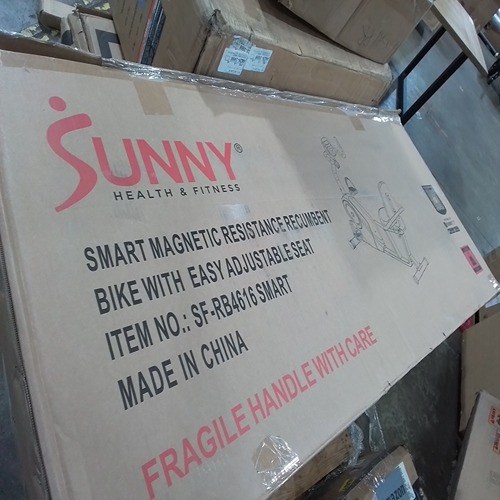 SUNNY®
HEALTH & FITNESS
SMART MAGNETIC RESISTANCE RECUMBENT
BIKE WITH EASY ADJUSTABLE SEAT
ITEM NO.: SF-RB4616 SMART
MADE IN CHINA
FRAGILE HANDLE WITH CARE